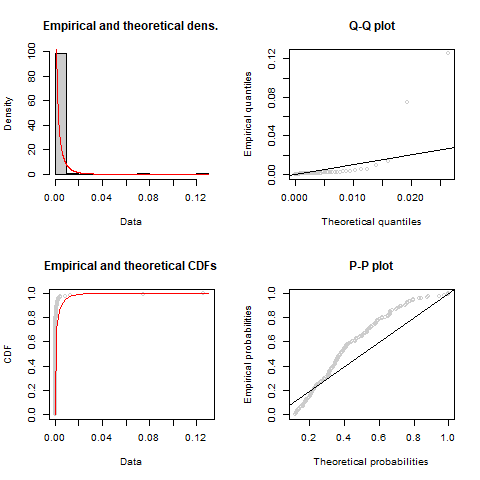 Empirical and theoretical dens.
Density
0 20 40 60 80 100
0.00 0.04 0.08 0.12
Data
Q-Q plot
Empirical quantiles
0.00 0.04 0.12
0.000 0.010 0.020
Theoretical quantiles
Empirical and theoretical CDFs
CDF
0.0 0.2 0.4 0.6 0.8 1.0
0.00 0.04 0.08 0.12
Data
P-P plot
Empirical probabilities
0.0 0.2 0.4 0.6 0.8 1.0
0.2 0.4 0.6 0.8 1.0
Theoretical probabilities